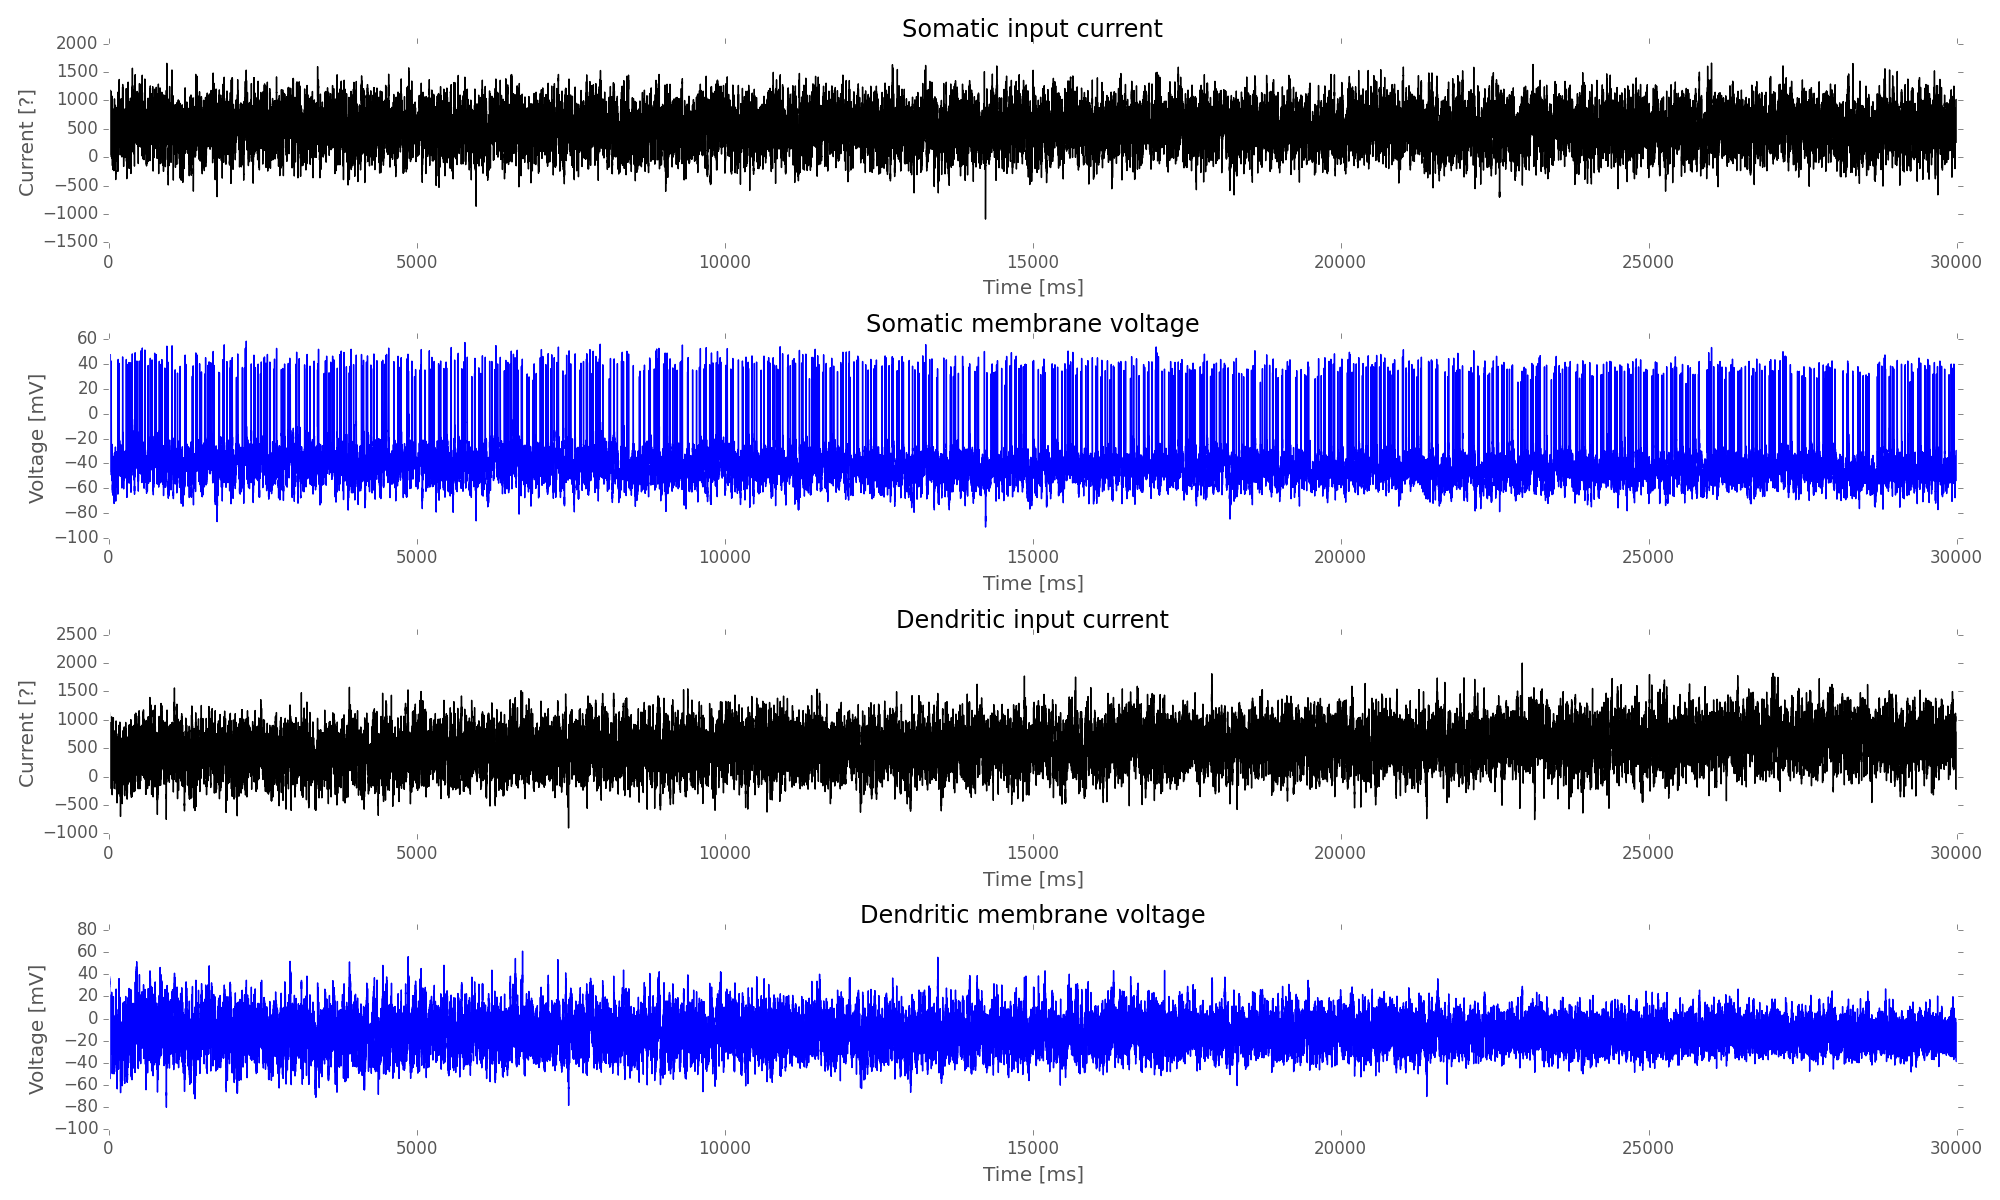 Somatic input current
2000
1500
1000
500
0
−500
−1000
−1500
Current [?]
0 5000 10000 15000 20000 25000 30000
Time [ms]
Somatic membrane voltage
60
40
20
0
−20
−40
−60
−80
−100
Voltage [mV]
0 5000 10000 15000 20000 25000 30000
Time [ms]
Dendritic input current
2500
2000
1500
1000
500
0
−500
−1000
Current [?]
0 5000 10000 15000 20000 25000 30000
Time [ms]
Dendritic membrane voltage
80
60
40
20
0
−20
−40
−60
−80
−100
Voltage [mV]
0 5000 10000 15000 20000 25000 30000
Time [ms]